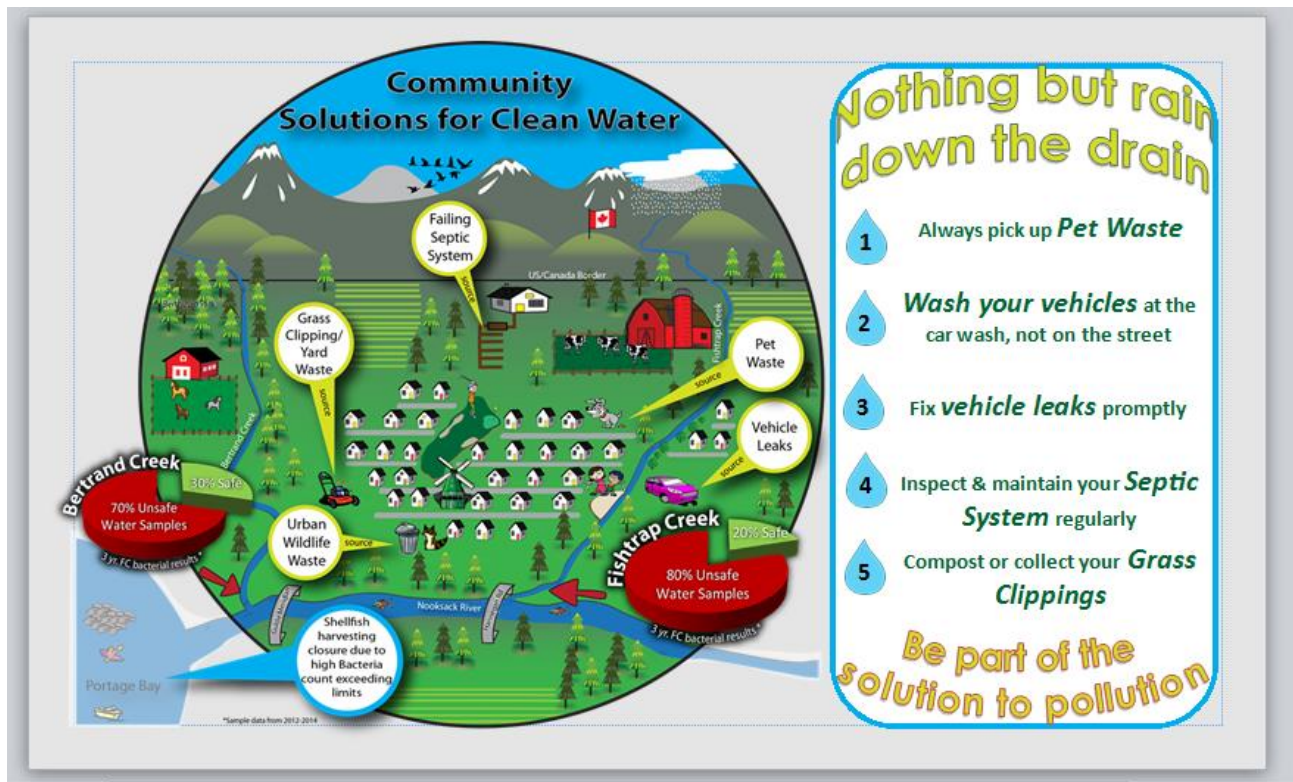 Community
Solutions for Clean Water
Failing
Septic
System
source
US/Canada Border
Grass
Clipping/
Yard
Waste
source
Fishtrap Creek
Pet
Waste
source
Vehicle
Leaks
source
Bertrand Creek
Bertrand Creek
30% Safe
70% Unsafe
Water Samples
3 yr. FC bacterial results *
Urban
Wildlife
Waste
source
Fishtrap Creek
20% Safe
80% Unsafe
Water Samples
3 yr. FC bacterial results *
Nooksack River
Shellfish
harvesting
closure due to
high Bacteria
count exceeding
limits
Portage Bay
*Sample data from 2012-2014
Nothing but rain
down the drain
1
Always pick up Pet Waste
2
Wash your vehicles at the
car wash, not on the street
3
Fix vehicle leaks promptly
4
Inspect & maintain your Septic
System regularly
5
Compost or collect your Grass
Clippings
Be part of the
solution to pollution